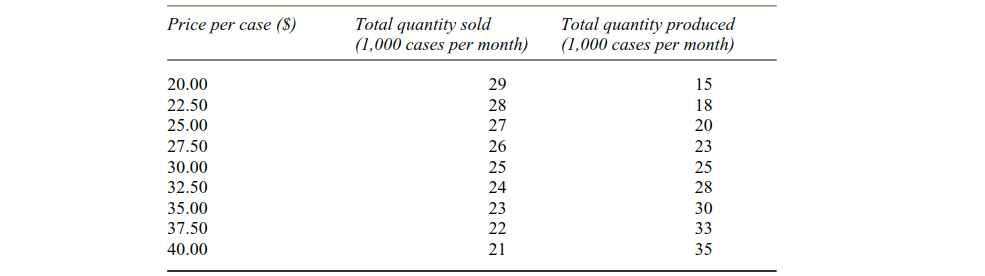 Price per case ($) Total quantity sold Total quantity produced
(1,000 cases per month) (1,000 cases per month)
20.00 29 15
22.50 28 18
25.00 27 20
27.50 26 23
30.00 25 25
32.50 24 28
35.00 23 30
37.50 22 33
40.00 21 35